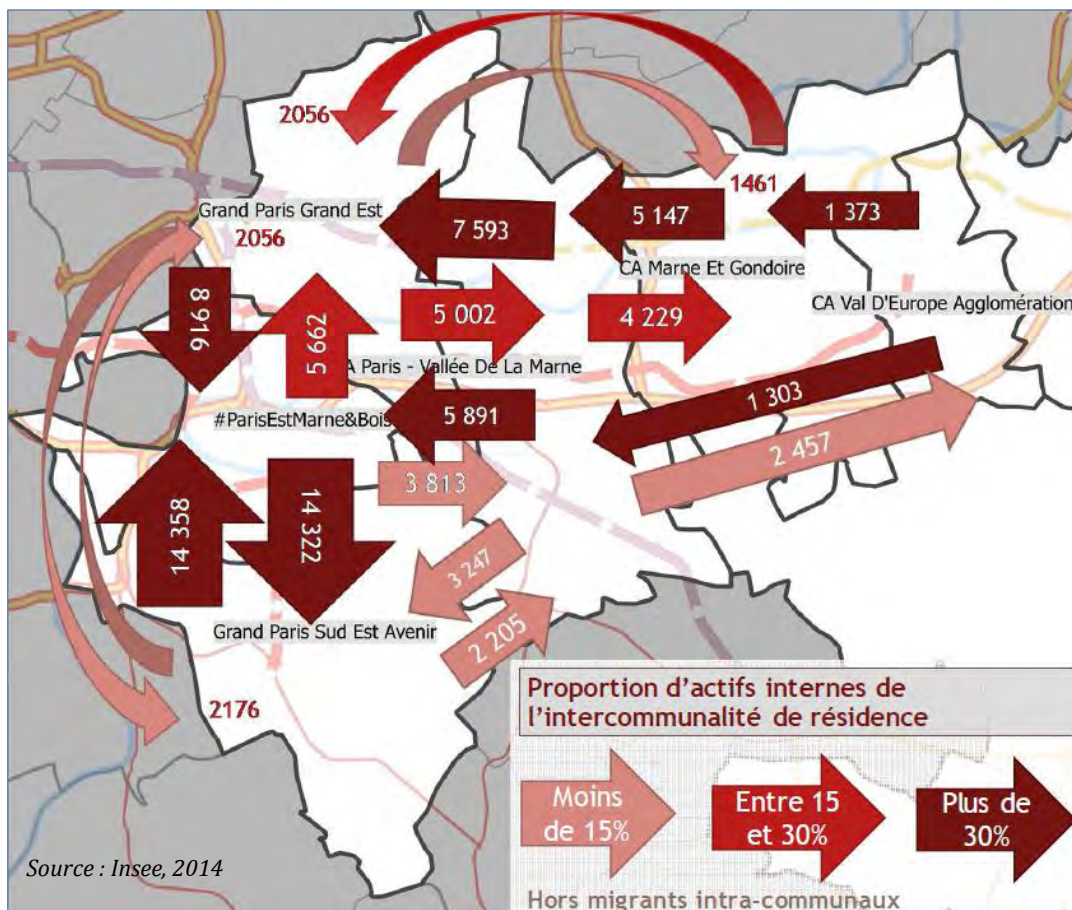 2056
1461
Grand Paris Grand Est
2056
7 593
5 147
1 373
CA Marne Et Gondoire
CA Val D'Europe Agglomération
8 916
5 992
5 002
4 229
A Paris - Vallée De La Marne
#ParisEstMarne&Bois
5 891
1 303
2 457
3 813
14 358
14 322
3 247
2 205
Grand Paris Sud Est Avenir
2176
Proportion d'actifs internes de
l'intercommunalité de résidence
Moins
de 15%
Entre 15
et 30%
Plus de
30%
Source : Insee, 2014
Hors migrants intra-communaux